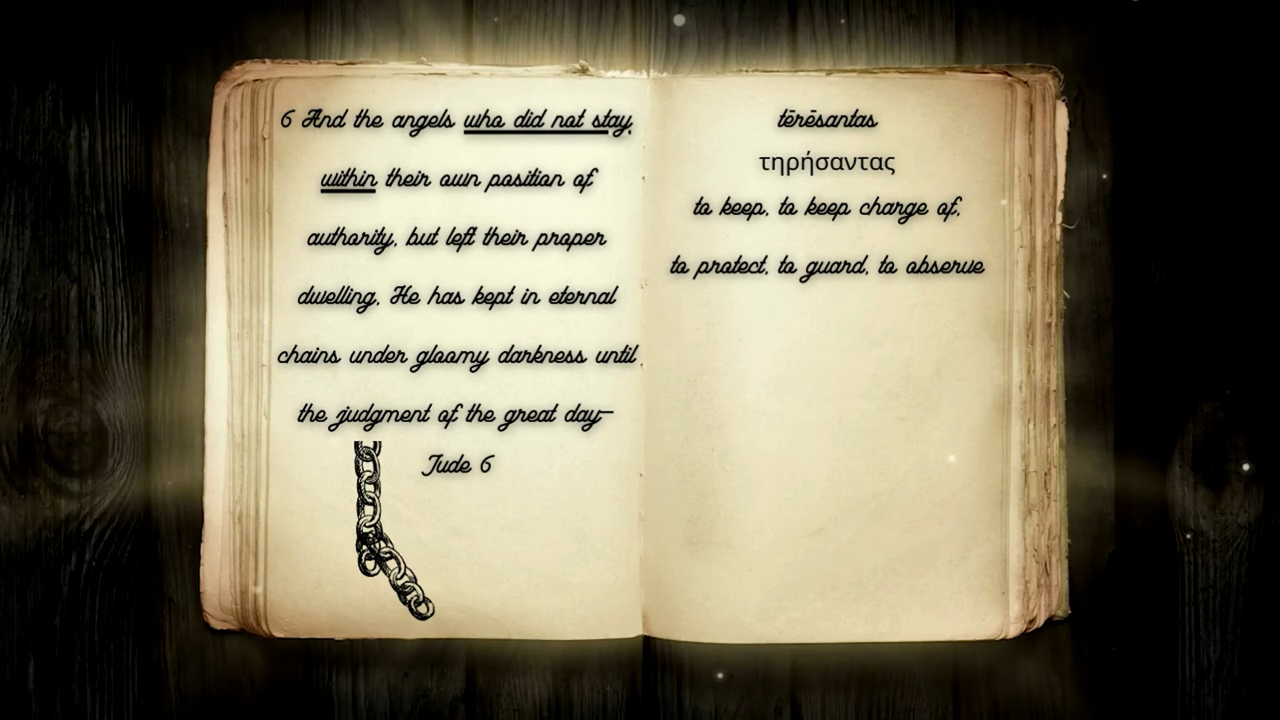 6 And the angels who did not stay,
within their own position of
authority, but left their proper
dwelling, He has kept in eternal
chains under gloomy darkness until
the judgment of the great day—
Jude 6
tērēsantas
τηρήσαντας
to keep, to keep charge of,
to protect, to guard, to observe